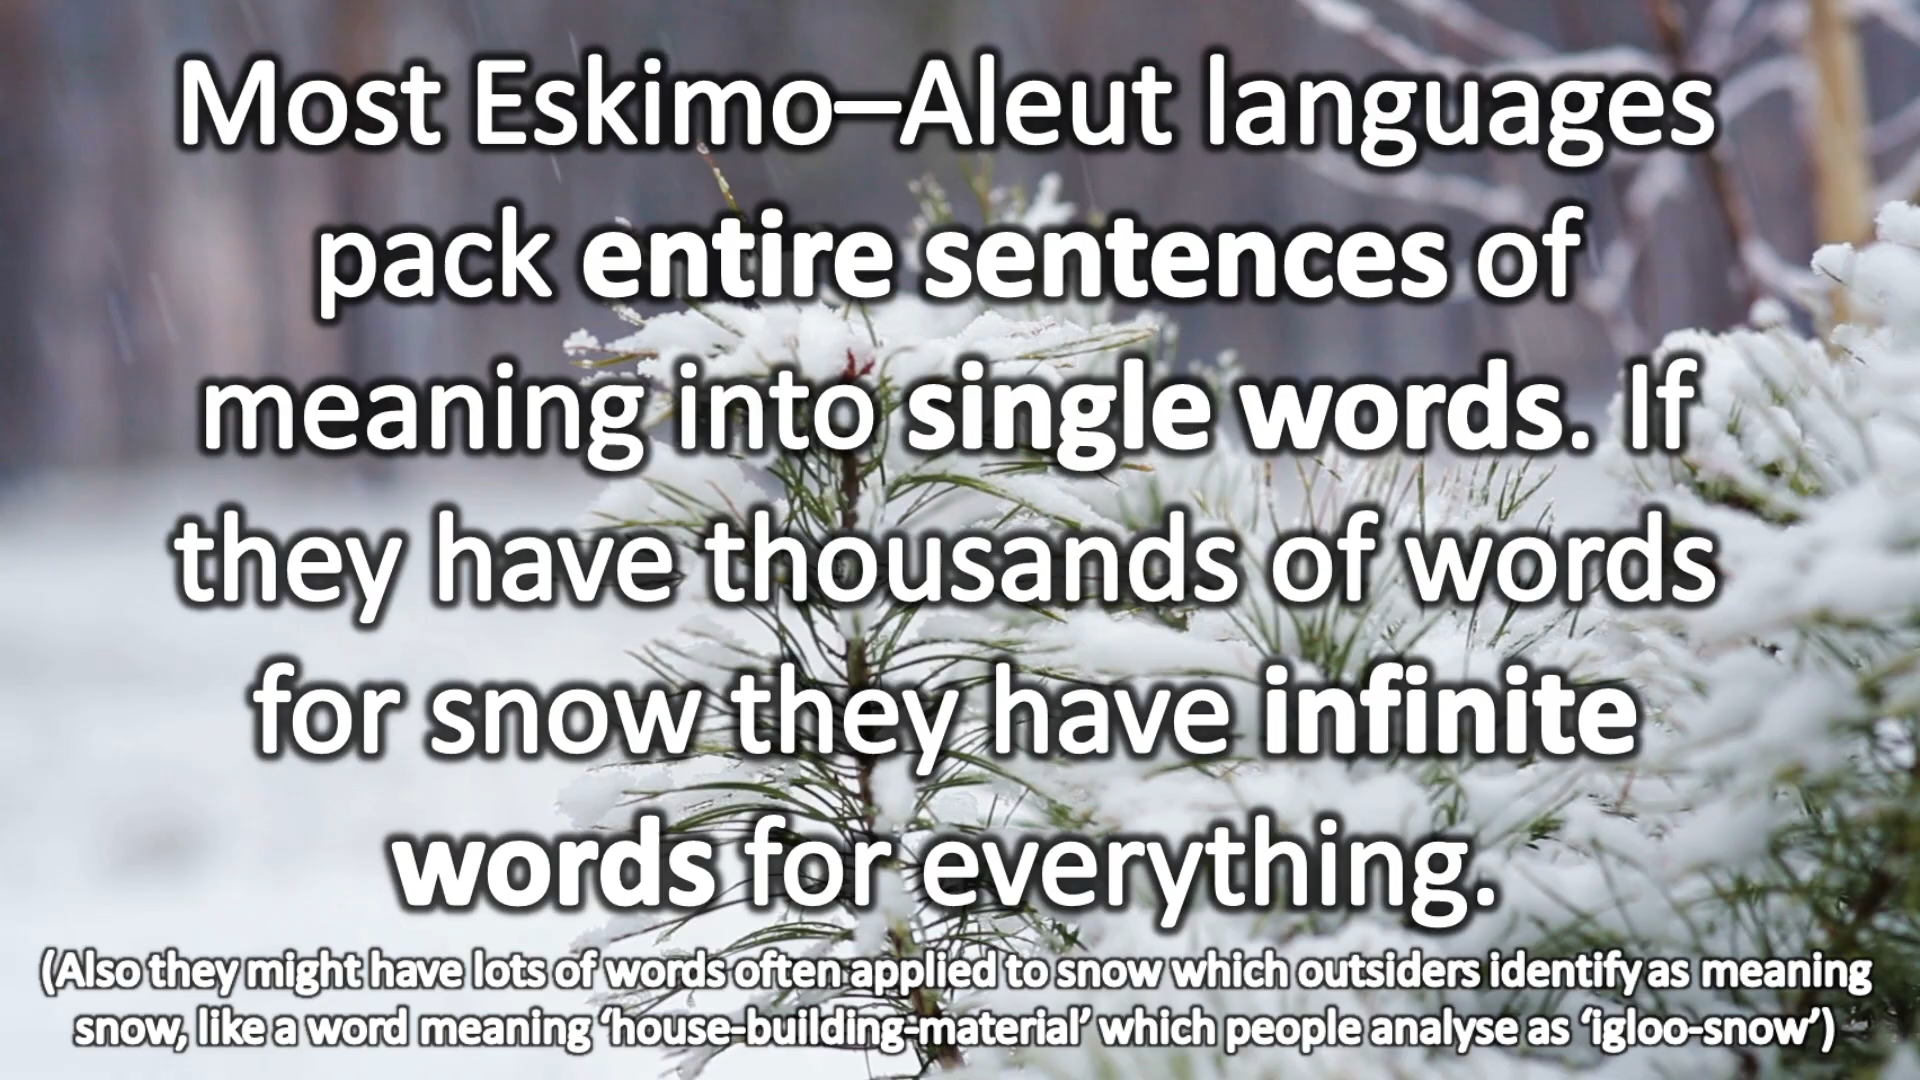 Most Eskimo–Aleut languages
pack entire sentences of
meaning into single words. If
they have thousands of words
for snow they have infinite
words for everything.
(Also they might have lots of words often applied to snow which outsiders identify as meaning
snow, like a word meaning ‘house-building-material’ which people analyse as ‘igloo-snow’)